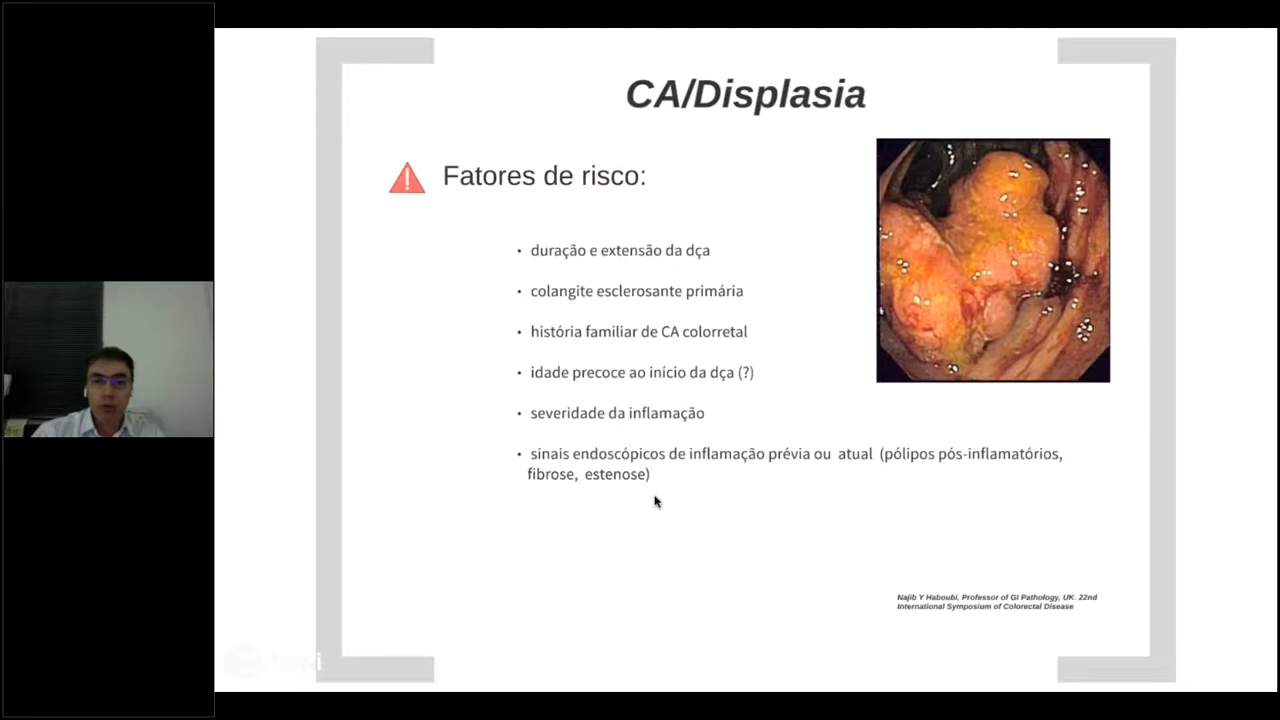 CA/Displasia
Fatores de risco:
• duração e extensão da dça
• colangite esclerosante primária
• história familiar de CA colorretal
• idade precoce ao início da dça (?)
• severidade da inflamação
• sinais endoscópicos de inflamação prévia ou atual (pólipos pós-inflamatórios,
fibrose, estenose)
Najib Y Haboubi, Professor of GI Pathology, UK. 22nd
International Symposium of Colorectal Disease